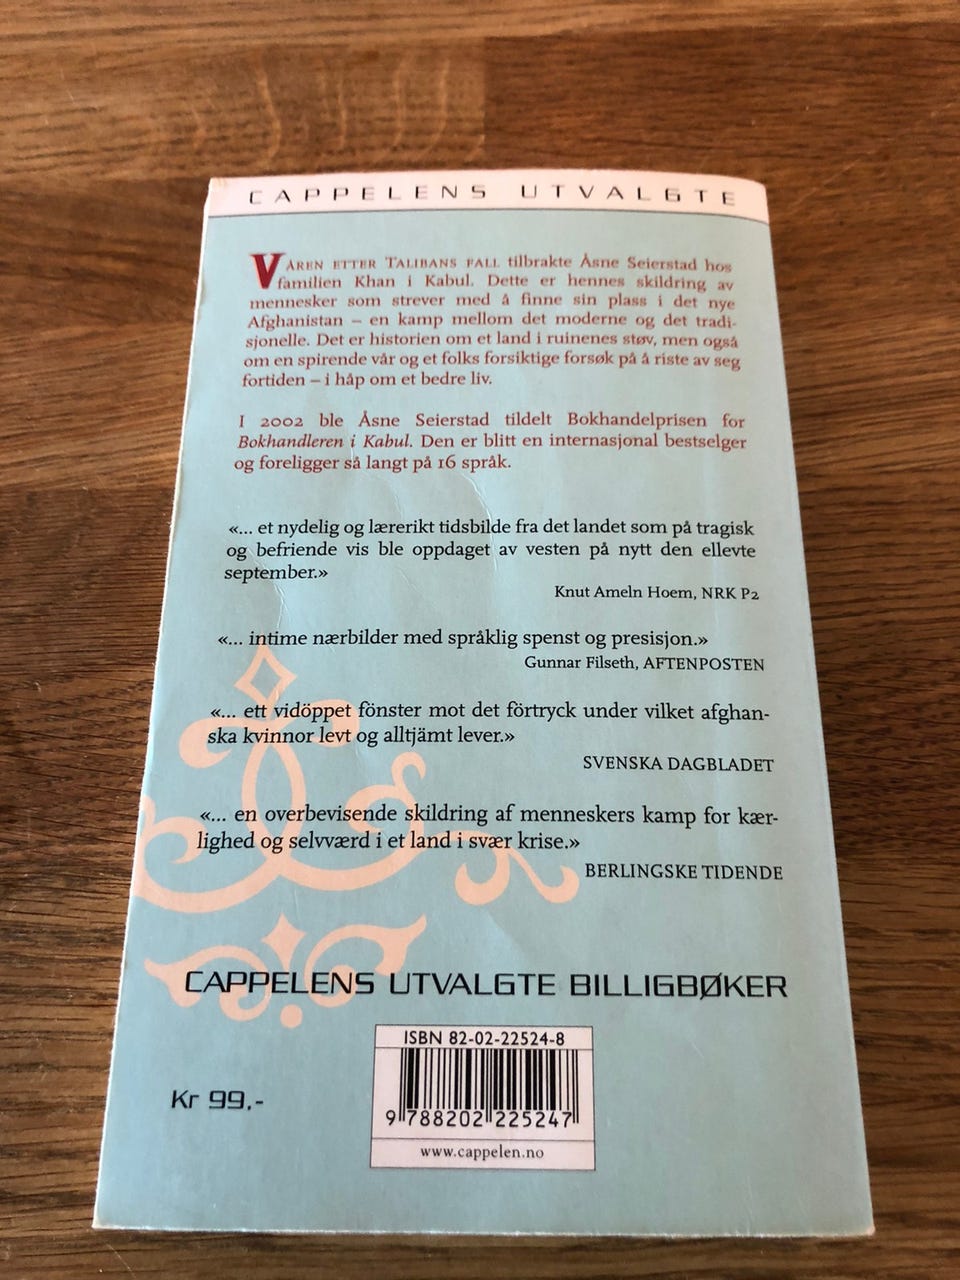 CAPPELENS UTVALGTE
VÅREN ETTER TALIBANS FALL tilbrakte Åsne Seierstad hos
familien Khan i Kabul. Dette er hennes skildring av
mennesker som strever med å finne sin plass i det nye
Afghanistan – en kamp mellom det moderne og det tradi-
sjonelle. Det er historien om et land i ruinenes støv, men også
om en spirende vår og et folks forsiktige forsøk på å riste av seg
fortiden – i håp om et bedre liv.
I 2002 ble Åsne Seierstad tildelt Bokhandelprisen for
Bokhandleren i Kabul. Den er blitt en internasjonal bestselger
og foreligger så langt på 16 språk.
«... et nydelig og lærerikt tidsbilde fra det landet som på tragisk
og befriende vis ble oppdaget av vesten på nytt den ellevte
september.»
Knut Ameln Hoem, NRK P2
«... intime nærbilder med språklig spenst og presisjon.»
Gunnar Filseth, AFTENPOSTEN
«... ett vidöppet fönster mot det förtryck under vilket afghan-
ska kvinnor levt og alltjämt lever.»
SVENSKA DAGBLADET
«... en overbevisende skildring af menneskers kamp for kær-
lighed og selvværd i et land i svær krise.»
BERLINGSKE TIDENDE
CAPPELENS UTVALGTE BILLIGBØKER
ISBN 82-02-22524-8
Kr 99,-
9 788202 225247
www.cappelen.no